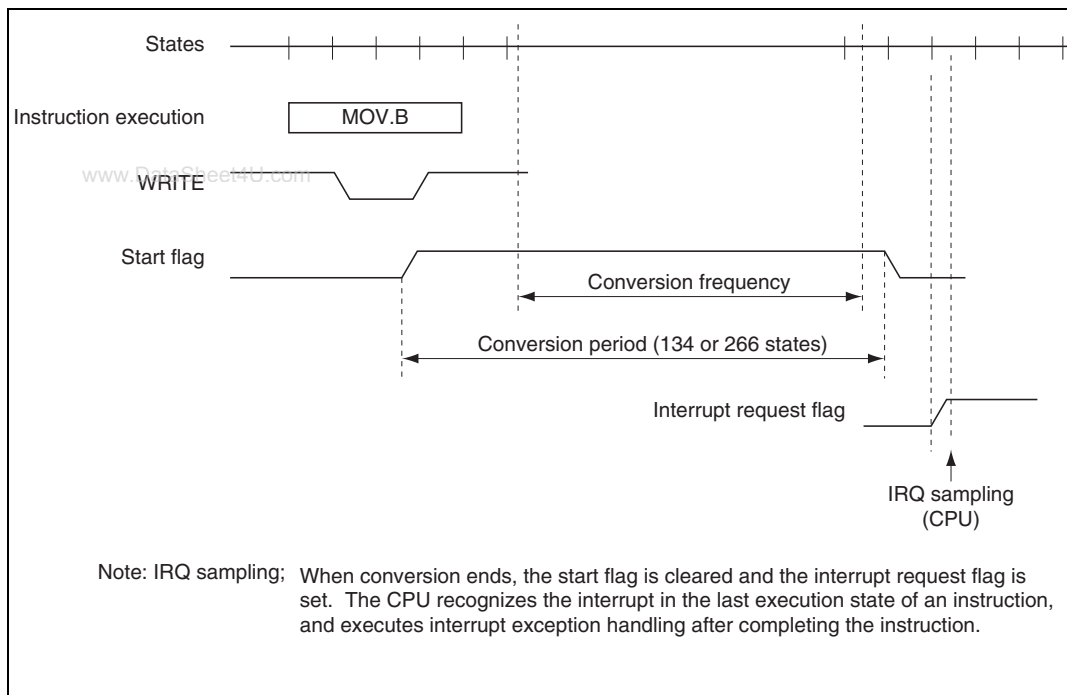 States
Instruction execution
MOV.B
www.DataSheet4U.com
WRITE
Start flag
Conversion frequency
Conversion period (134 or 266 states)
Interrupt request flag
IRQ sampling
(CPU)
Note: IRQ sampling; When conversion ends, the start flag is cleared and the interrupt request flag is
set. The CPU recognizes the interrupt in the last execution state of an instruction,
and executes interrupt exception handling after completing the instruction.